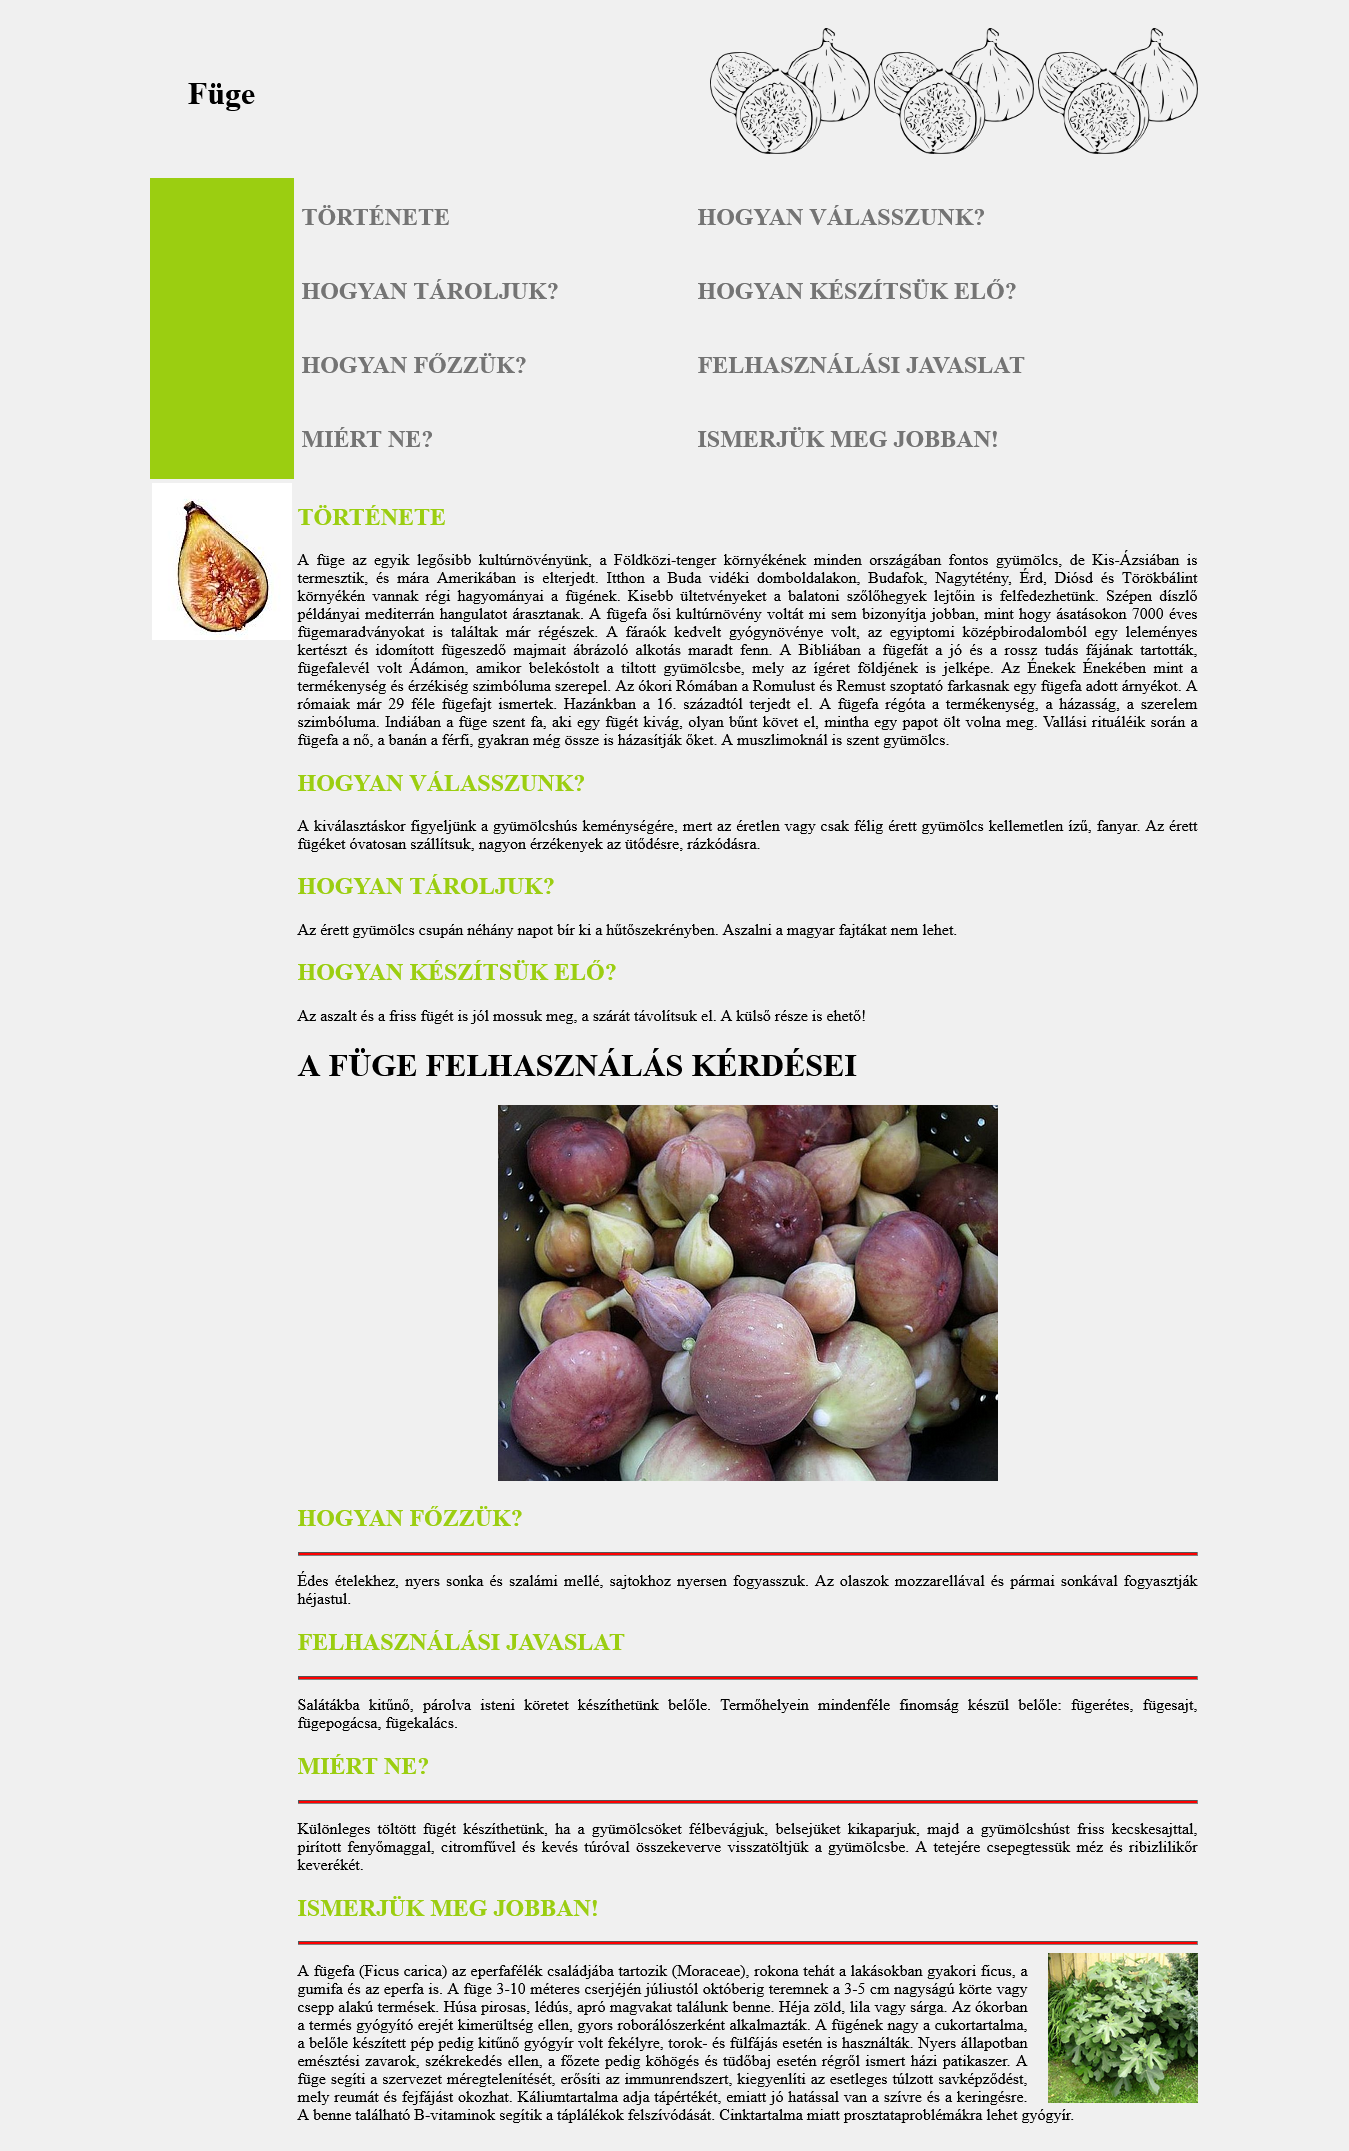 Füge
TÖRTÉNETE HOGYAN VÁLASSZUNK?
HOGYAN TÁROLJUK? HOGYAN KÉSZÍTSÜK ELŐ?
HOGYAN FŐZZÜK? FELHASZNÁLÁSI JAVASLAT
MIÉRT NE? ISMERJÜK MEG JOBBAN!
TÖRTÉNETE
A füge az egyik legősibb kultúrnövényünk, a Földközi-tenger környékének minden országában fontos gyümölcs, de Kis-Ázsiában is
termesztik, és mára Amerikában is elterjedt. Itthon a Buda vidéki domboldalakon, Budafok, Nagytétény, Érd, Diósd és Törökbálint
környékén vannak régi hagyományai a fügének. Kisebb ültetvényeket a balatoni szőlőhegyek lejtőin is felfedezhetünk. Szépen díszlő
példányai mediterrán hangulatot árasztanak. A fügefa ősi kultúrnövény voltát mi sem bizonyítja jobban, mint hogy ásatásokon 7000 éves
fügemaradványokat is találtak már régészek. A fáraók kedvelt gyógynövénye volt, az egyiptomi középbirodalomból egy leleményes
kertészt és idomított fügeszedő majmait ábrázoló alkotás maradt fenn. A Bibliában a fügefát a jó és a rossz tudás fájának tartották,
fügefalevél volt Ádámon, amikor belekóstolt a tiltott gyümölcsbe, mely az ígéret földjének is jelképe. Az Énekek Énekében mint a
termékenység és érzékiség szimbóluma szerepel. Az ókori Rómában a Romulust és Remust szoptató farkasnak egy fügefa adott árnyékot. A
rómaiak már 29 féle fügefajt ismertek. Hazánkban a 16. századtól terjedt el. A fügefa régóta a termékenység, a házasság, a szerelem
szimbóluma. Indiában a füge szent fa, aki egy fügét kivág, olyan bűnt követ el, mintha egy papot ölt volna meg. Vallási rituáléik során a
fügefa a nő, a banán a férfi, gyakran még össze is házasítják őket. A muszlimoknál is szent gyümölcs.
HOGYAN VÁLASSZUNK?
A kiválasztáskor figyeljünk a gyümölcshús keménységére, mert az éretlen vagy csak félig érett gyümölcs kellemetlen ízű, fanyar. Az érett
fügéket óvatosan szállítsuk, nagyon érzékenyek az ütődésre, rázkódásra.
HOGYAN TÁROLJUK?
Az érett gyümölcs csupán néhány napot bír ki a hűtőszekrényben. Aszalni a magyar fajtákat nem lehet.
HOGYAN KÉSZÍTSÜK ELŐ?
Az aszalt és a friss fügét is jól mossuk meg, a szárát távolítsuk el. A külső része is ehető!
A FÜGE FELHASZNÁLÁS KÉRDÉSEI
HOGYAN FŐZZÜK?
Édes ételekhez, nyers sonka és szalámi mellé, sajtokhoz nyersen fogyasszuk. Az olaszok mozzarellával és pármai sonkával fogyasztják
héjastul.
FELHASZNÁLÁSI JAVASLAT
Salátákba kitűnő, párolva isteni köretet készíthetünk belőle. Termőhelyein mindenféle finomság készül belőle: fügerétes, fügesajt,
fügepogácsa, fügekalács.
MIÉRT NE?
Különleges töltött fügét készíthetünk, ha a gyümölcsöket félbevágjuk, belsejüket kikaparjuk, majd a gyümölcshúst friss kecskesajttal,
pirított fenyőmaggal, citromfűvel és kevés túróval összekeverve visszatöltjük a gyümölcsbe. A tetejére csepegtessük méz és ribizlilikőr
keverékét.
ISMERJÜK MEG JOBBAN!
A fügefa (Ficus carica) az eperfafélék családjába tartozik (Moraceae), rokona tehát a lakásokban gyakori ficus, a
gumifa és az eperfa is. A füge 3-10 méteres cserjéjén júliustól októberig teremnek a 3-5 cm nagyságú körte vagy
csepp alakú termések. Húsa pirosas, lédús, apró magvakat találunk benne. Héja zöld, lila vagy sárga. Az ókorban
a termés gyógyító erejét kimerültség ellen, gyors roborálószerként alkalmazták. A fügének nagy a cukortartalma,
a belőle készített pép pedig kitűnő gyógyír volt fekélyre, torok- és fülfájás esetén is használták. Nyers állapotban
emésztési zavarok, székrekedés ellen, a főzete pedig köhögés és tüdőbaj esetén régről ismert házi patikaszer. A
füge segíti a szervezet méregtelenítését, erősíti az immunrendszert, kiegyenlíti az esetleges túlzott savképződést,
mely reumát és fejfájást okozhat. Káliumtartalma adja tápértékét, emiatt jó hatással van a szívre és a keringésre.
A benne található B-vitaminok segítik a táplálékok felszívódását. Cinktartalma miatt prosztataproblémákra lehet gyógyír.